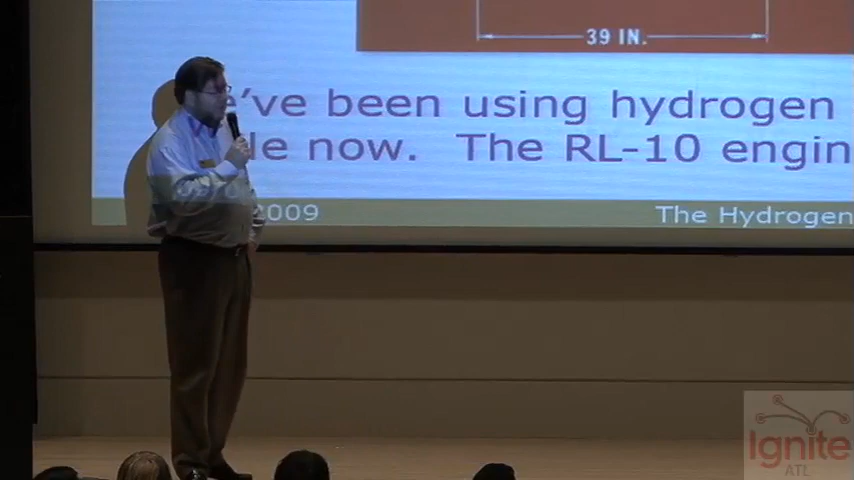 39 IN.
e've been using hydrogen
le now. The RL-10 engin
2009
The Hydrogen
Ignite
ATL